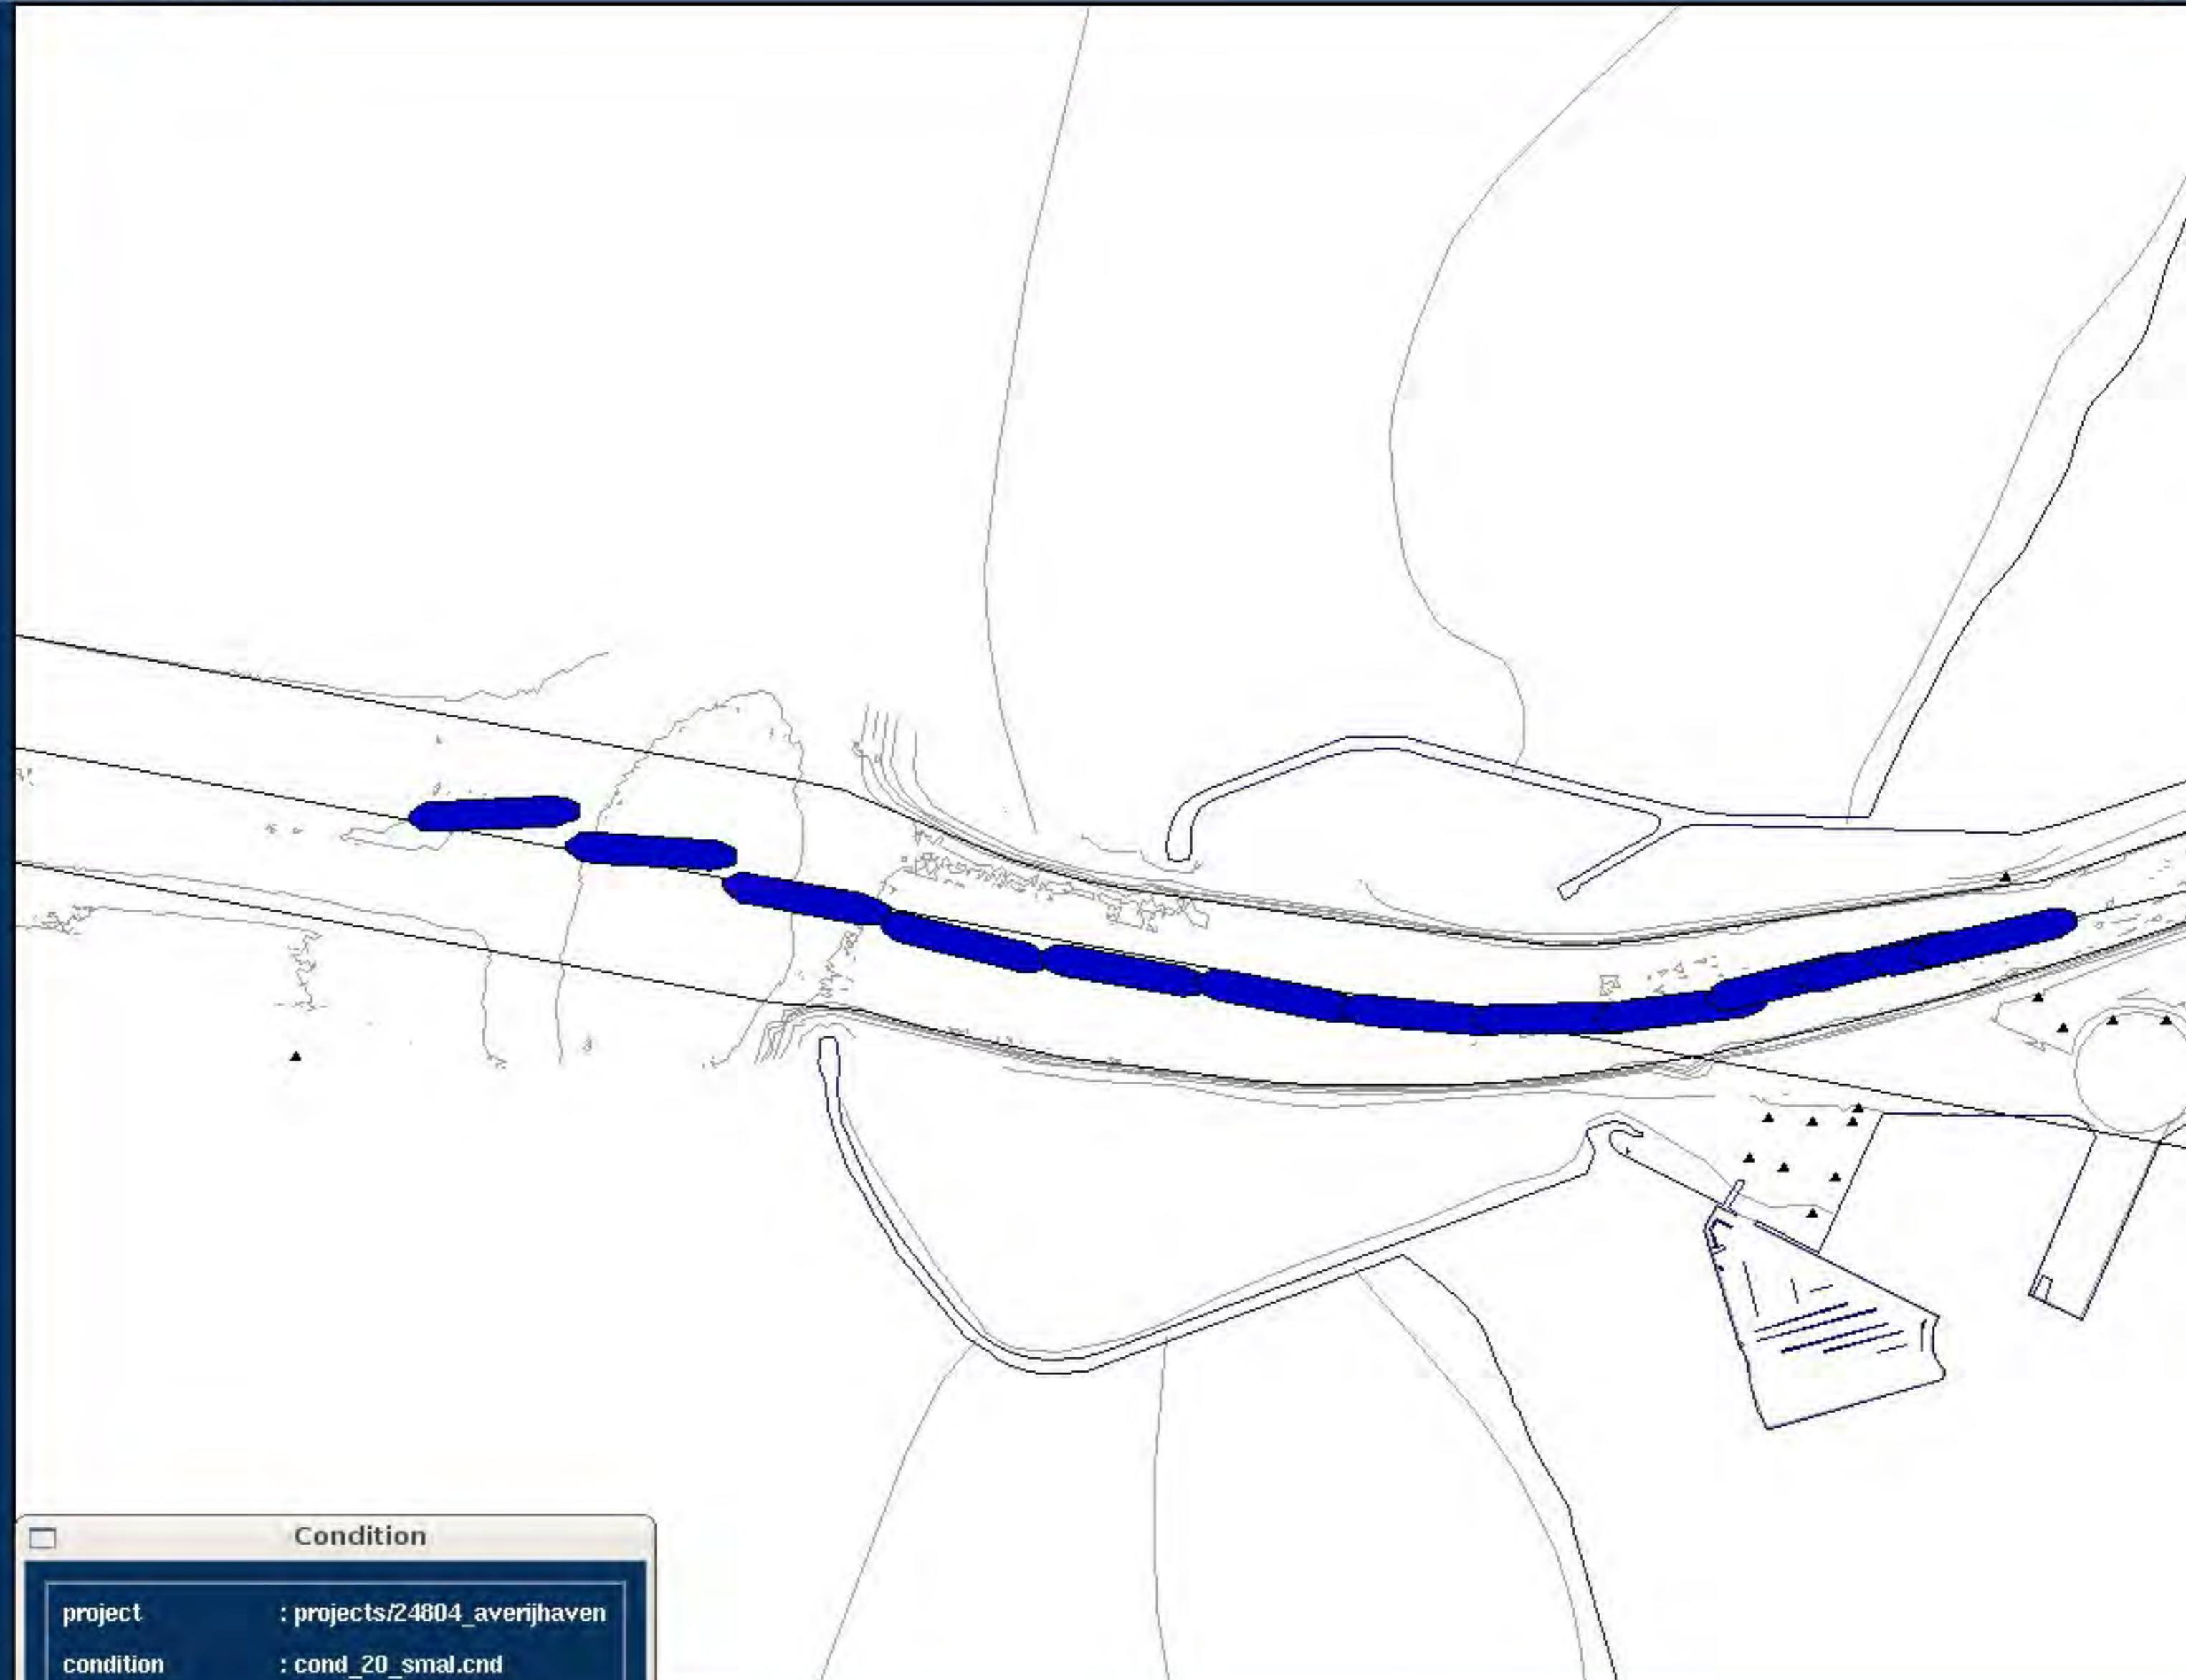 Condition
project : projects/24804_averijhaven
condition : cond_20_smal.cnd